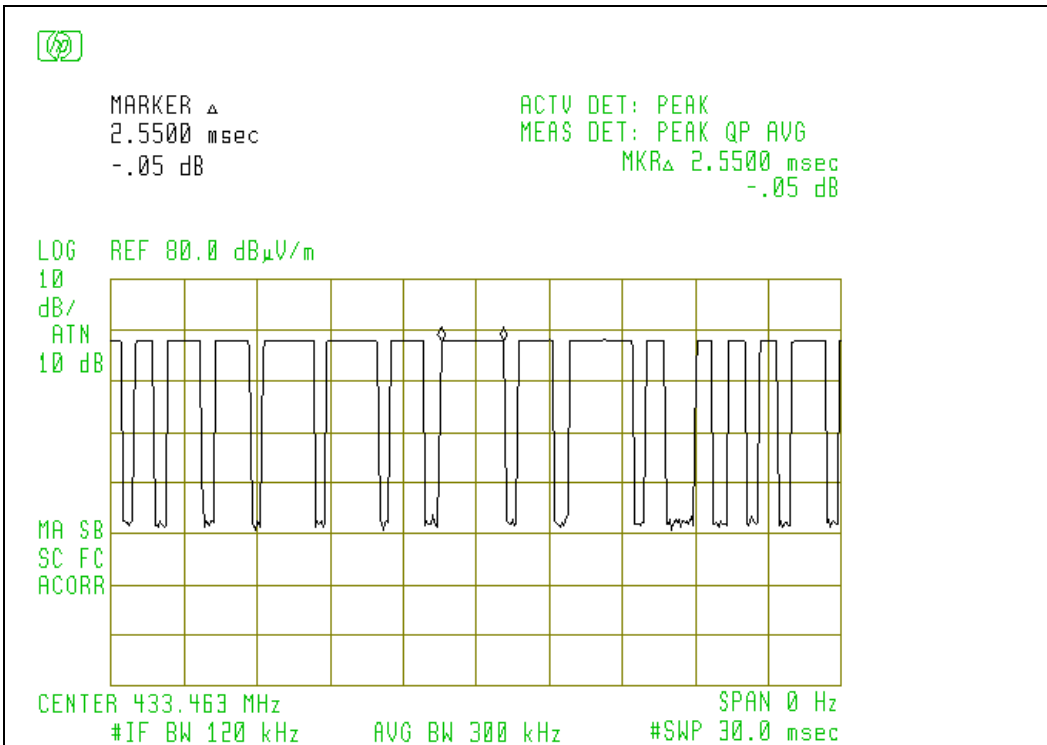 hp
MARKER Δ
2.5500 msec
-.05 dB
ACTV DET: PEAK
MEAS DET: PEAK QP AVG
MKRΔ 2.5500 msec
-.05 dB
LOG REF 80.0 dBµV/m
10
dB/
ATN
10 dB
MA SB
SC FC
ACORR
CENTER 433.463 MHz SPAN 0 Hz
#IF BW 120 kHz AVG BW 300 kHz #SWP 30.0 msec